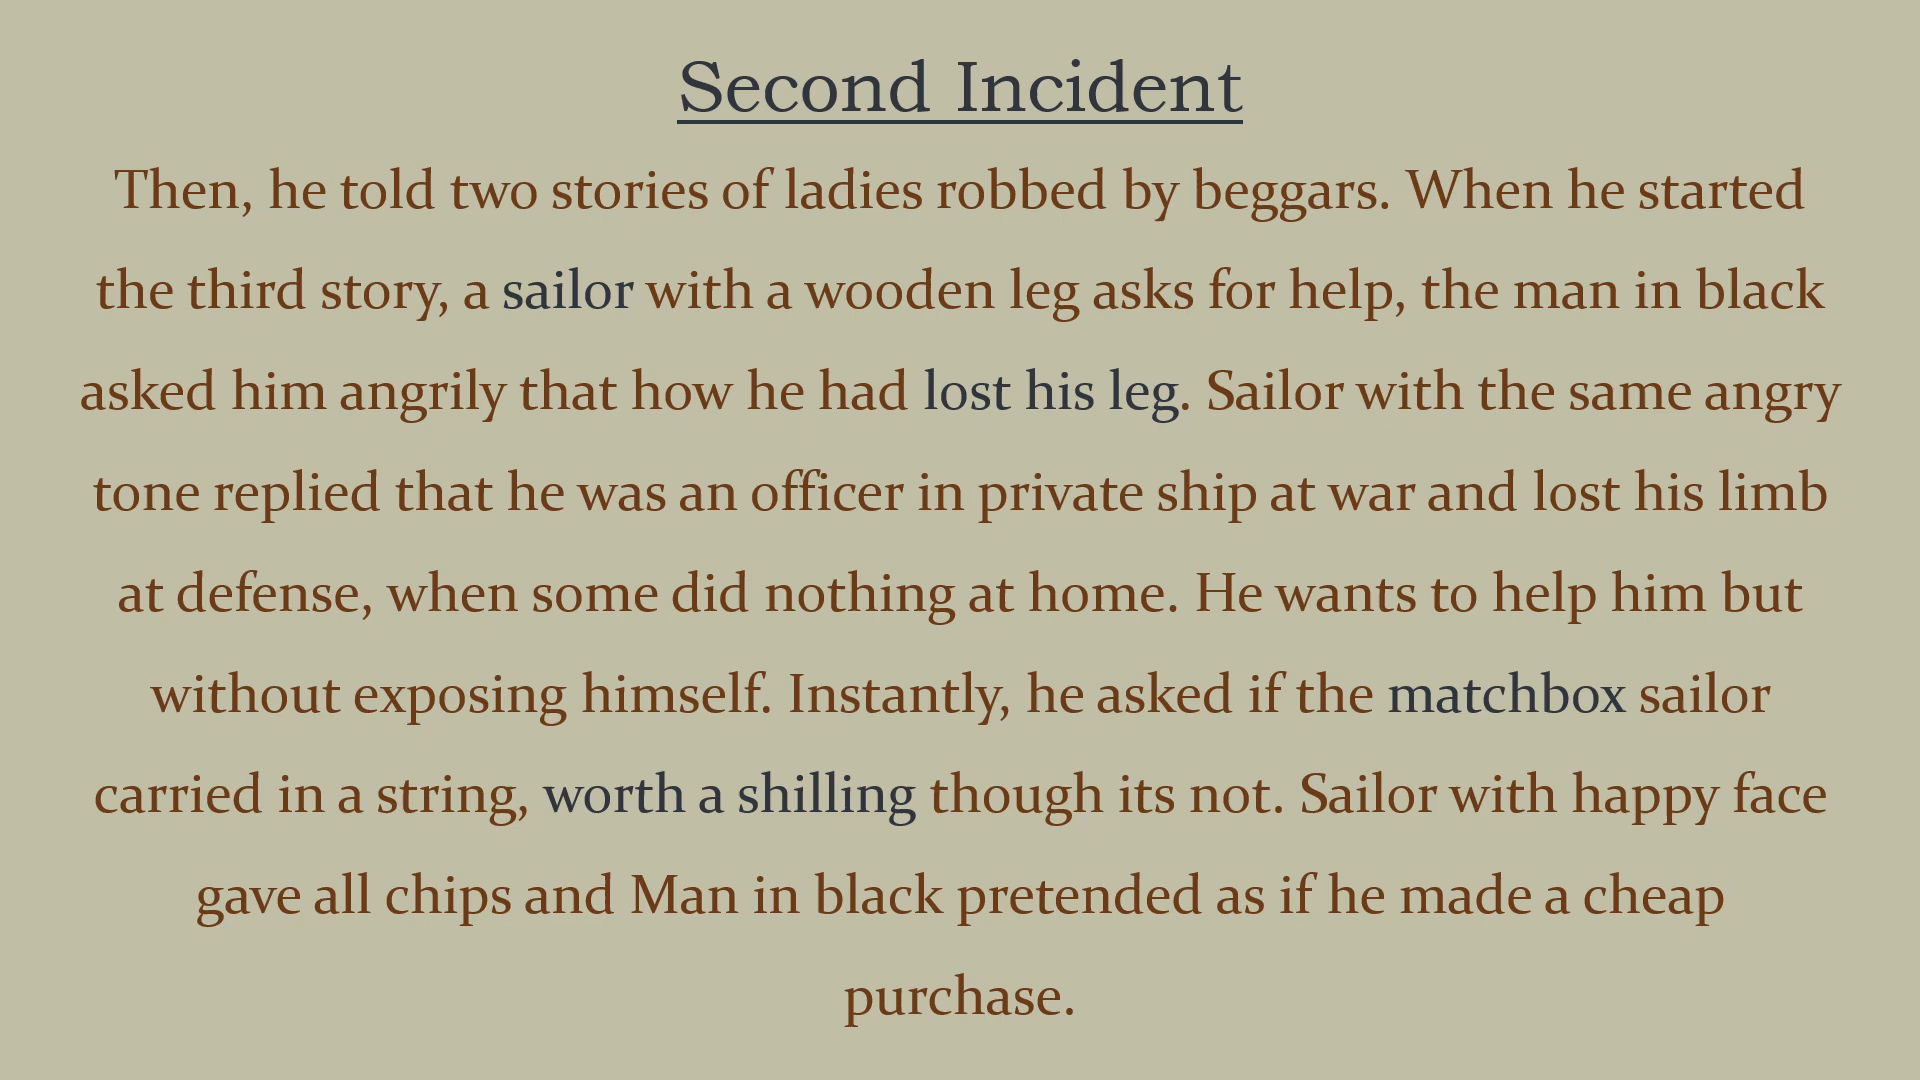 Second Incident
Then, he told two stories of ladies robbed by beggars. When he started
the third story, a sailor with a wooden leg asks for help, the man in black
asked him angrily that how he had lost his leg. Sailor with the same angry
tone replied that he was an officer in private ship at war and lost his limb
at defense, when some did nothing at home. He wants to help him but
without exposing himself. Instantly, he asked if the matchbox sailor
carried in a string, worth a shilling though its not. Sailor with happy face
gave all chips and Man in black pretended as if he made a cheap
purchase.